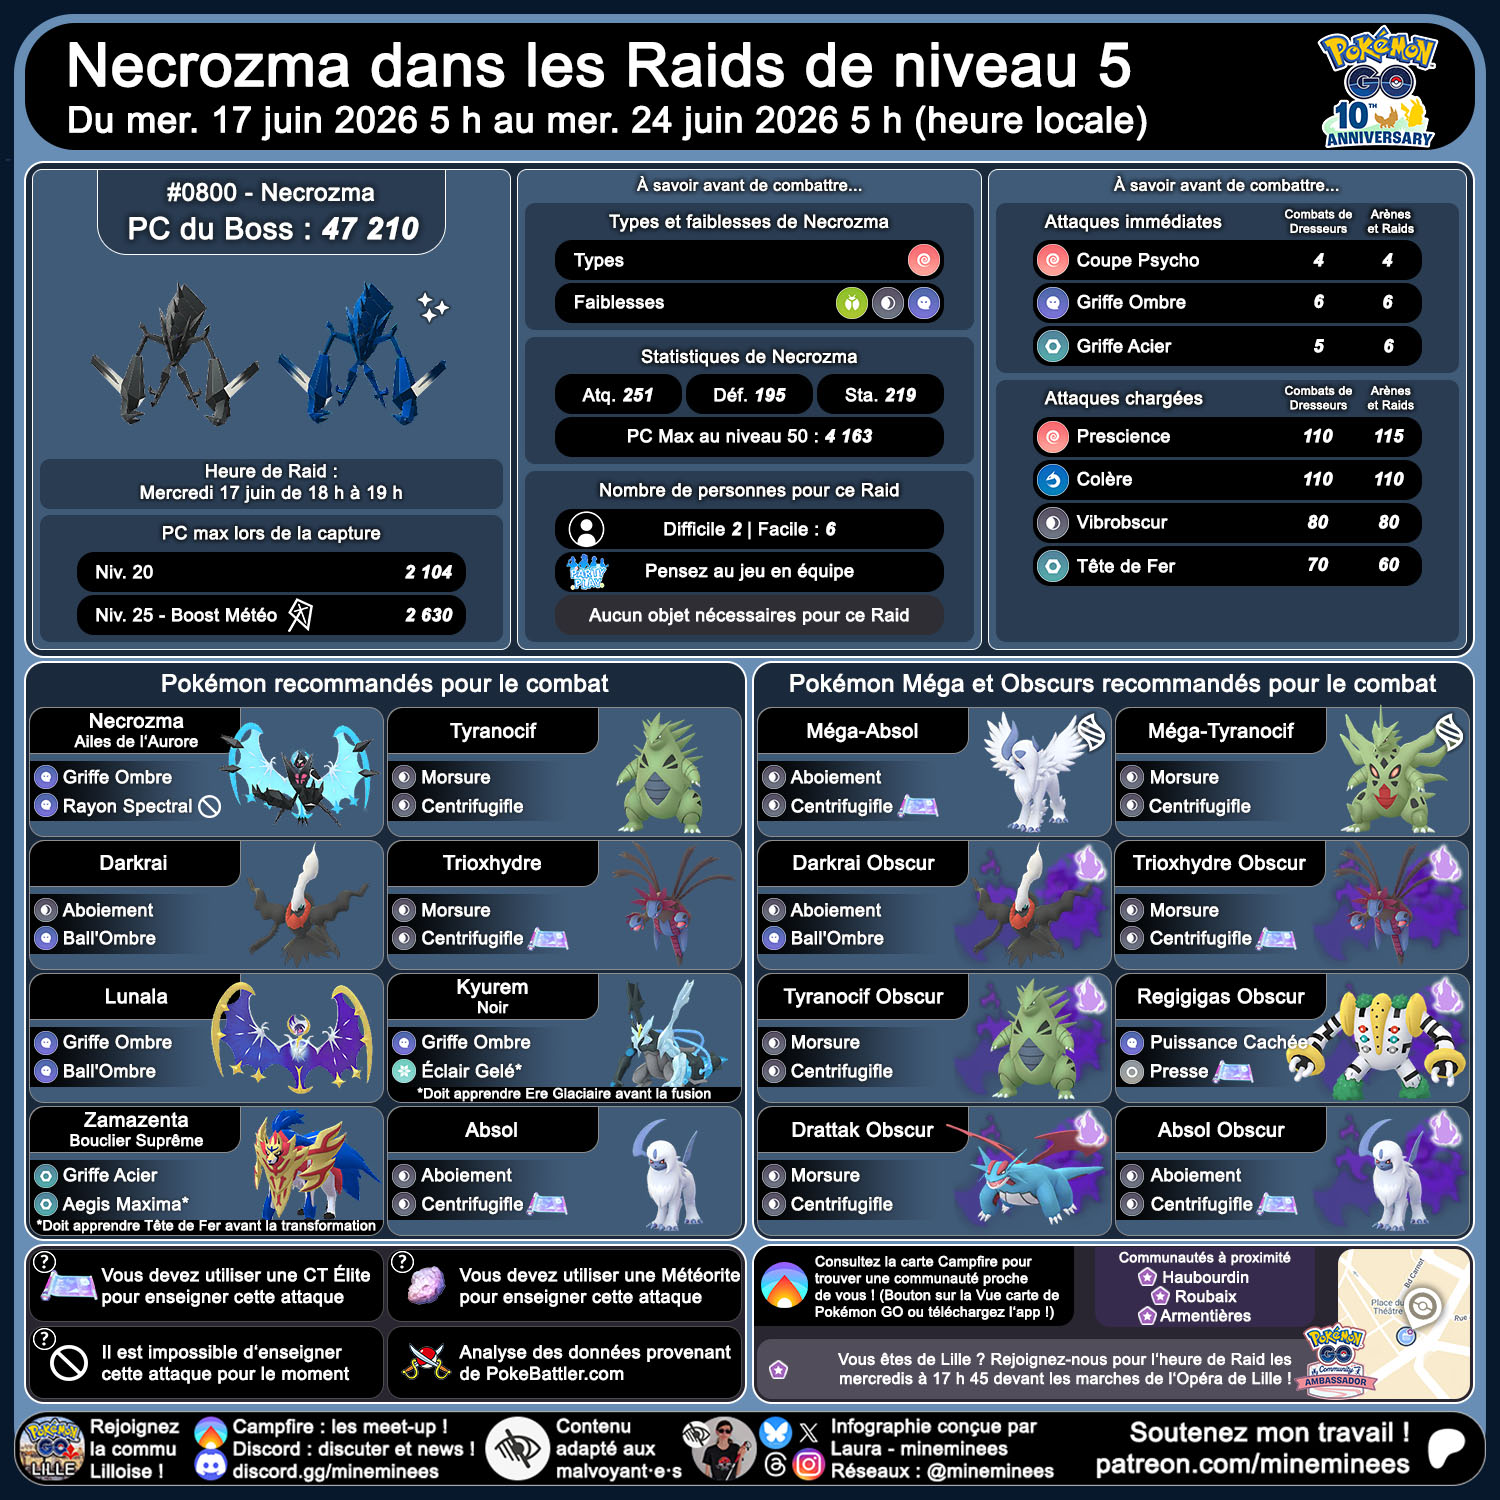 Necrozma dans les Raids de niveau 5
Du mer. 17 juin 2026 5 h au mer. 24 juin 2026 5 h (heure locale)
POKÉMON
GO
10TH
ANNIVERSARY
#0800 - Necrozma
PC du Boss : 47 210
Heure de Raid :
Mercredi 17 juin de 18 h à 19 h
PC max lors de la capture
Niv. 20 2 104
Niv. 25 - Boost Météo 2 630
À savoir avant de combattre...
Types et faiblesses de Necrozma
Types
Faiblesses
Statistiques de Necrozma
Atq. 251 Déf. 195 Sta. 219
PC Max au niveau 50 : 4 163
Nombre de personnes pour ce Raid
Difficile 2 | Facile : 6
PARTY
PLAY
Pensez au jeu en équipe
Aucun objet nécessaires pour ce Raid
À savoir avant de combattre...
Attaques immédiates Combats de Dresseurs Arènes et Raids
Coupe Psycho 4 4
Griffe Ombre 6 6
Griffe Acier 5 6
Attaques chargées Combats de Dresseurs Arènes et Raids
Prescience 110 115
Colère 110 110
Vibrobscur 80 80
Tête de Fer 70 60
Pokémon recommandés pour le combat
Necrozma
Ailes de l'Aurore
Griffe Ombre
Rayon Spectral
Tyranocif
Morsure
Centrifugifle
Darkrai
Aboiement
Ball'Ombre
Trioxhydre
Morsure
Centrifugifle
Lunala
Griffe Ombre
Ball'Ombre
Kyurem
Noir
Griffe Ombre
Éclair Gelé*
*Doit apprendre Ere Glaciaire avant la fusion
Zamazenta
Bouclier Suprême
Griffe Acier
Aegis Maxima*
*Doit apprendre Tête de Fer avant la transformation
Absol
Aboiement
Centrifugifle
Pokémon Méga et Obscurs recommandés pour le combat
Méga-Absol
Aboiement
Centrifugifle
Méga-Tyranocif
Morsure
Centrifugifle
Darkrai Obscur
Aboiement
Ball'Ombre
Trioxhydre Obscur
Morsure
Centrifugifle
Tyranocif Obscur
Morsure
Centrifugifle
Regigigas Obscur
Puissance Cachée
Presse
Drattak Obscur
Morsure
Centrifugifle
Absol Obscur
Aboiement
Centrifugifle
?
Vous devez utiliser une CT Élite
pour enseigner cette attaque
?
Vous devez utiliser une Météorite
pour enseigner cette attaque
?
Il est impossible d'enseigner
cette attaque pour le moment
Analyse des données provenant
de PokeBattler.com
Consultez la carte Campfire pour
trouver une communauté proche
de vous ! (Bouton sur la Vue carte de
Pokémon GO ou téléchargez l'app !)
Communautés à proximité
Haubourdin
Roubaix
Armentières
Bd Carnot
Place du
Théâtre
Rue
Vous êtes de Lille ? Rejoignez-nous pour l'heure de Raid les
mercredis à 17 h 45 devant les marches de l'Opéra de Lille !
POKÉMON
GO
Community
AMBASSADOR
POKÉMON
GO
LILLE
Rejoignez
la commu
Lilloise !
Campfire : les meet-up !
Discord : discuter et news !
discord.gg/mineminees
Contenu
adapté aux
malvoyant·e·s
Infographie conçue par
Laura - mineminees
Réseaux : @mineminees
Soutenez mon travail !
patreon.com/mineminees